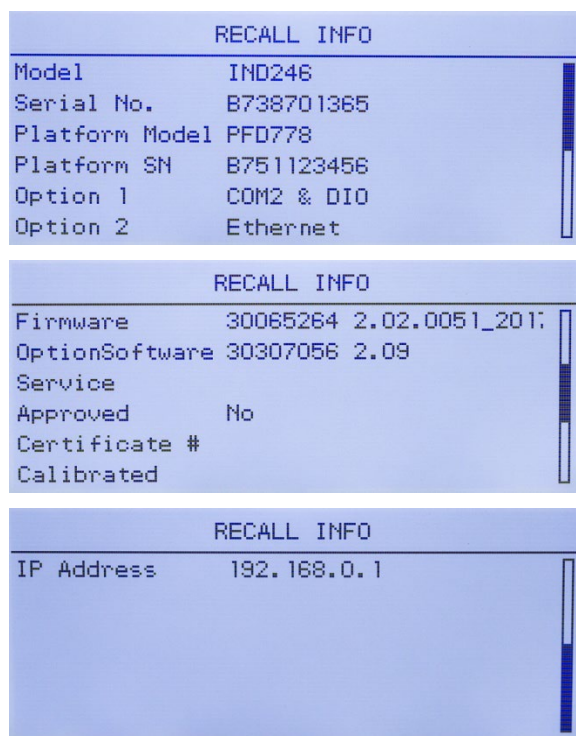 RECALL INFO
Model IND246
Serial No. B738701365
Platform Model PFD778
Platform SN B751123456
Option 1 COM2 & DIO
Option 2 Ethernet
RECALL INFO
Firmware 30065264 2.02.0051_201
OptionSoftware 30307056 2.09
Service
Approved No
Certificate #
Calibrated
RECALL INFO
IP Address 192.168.0.1